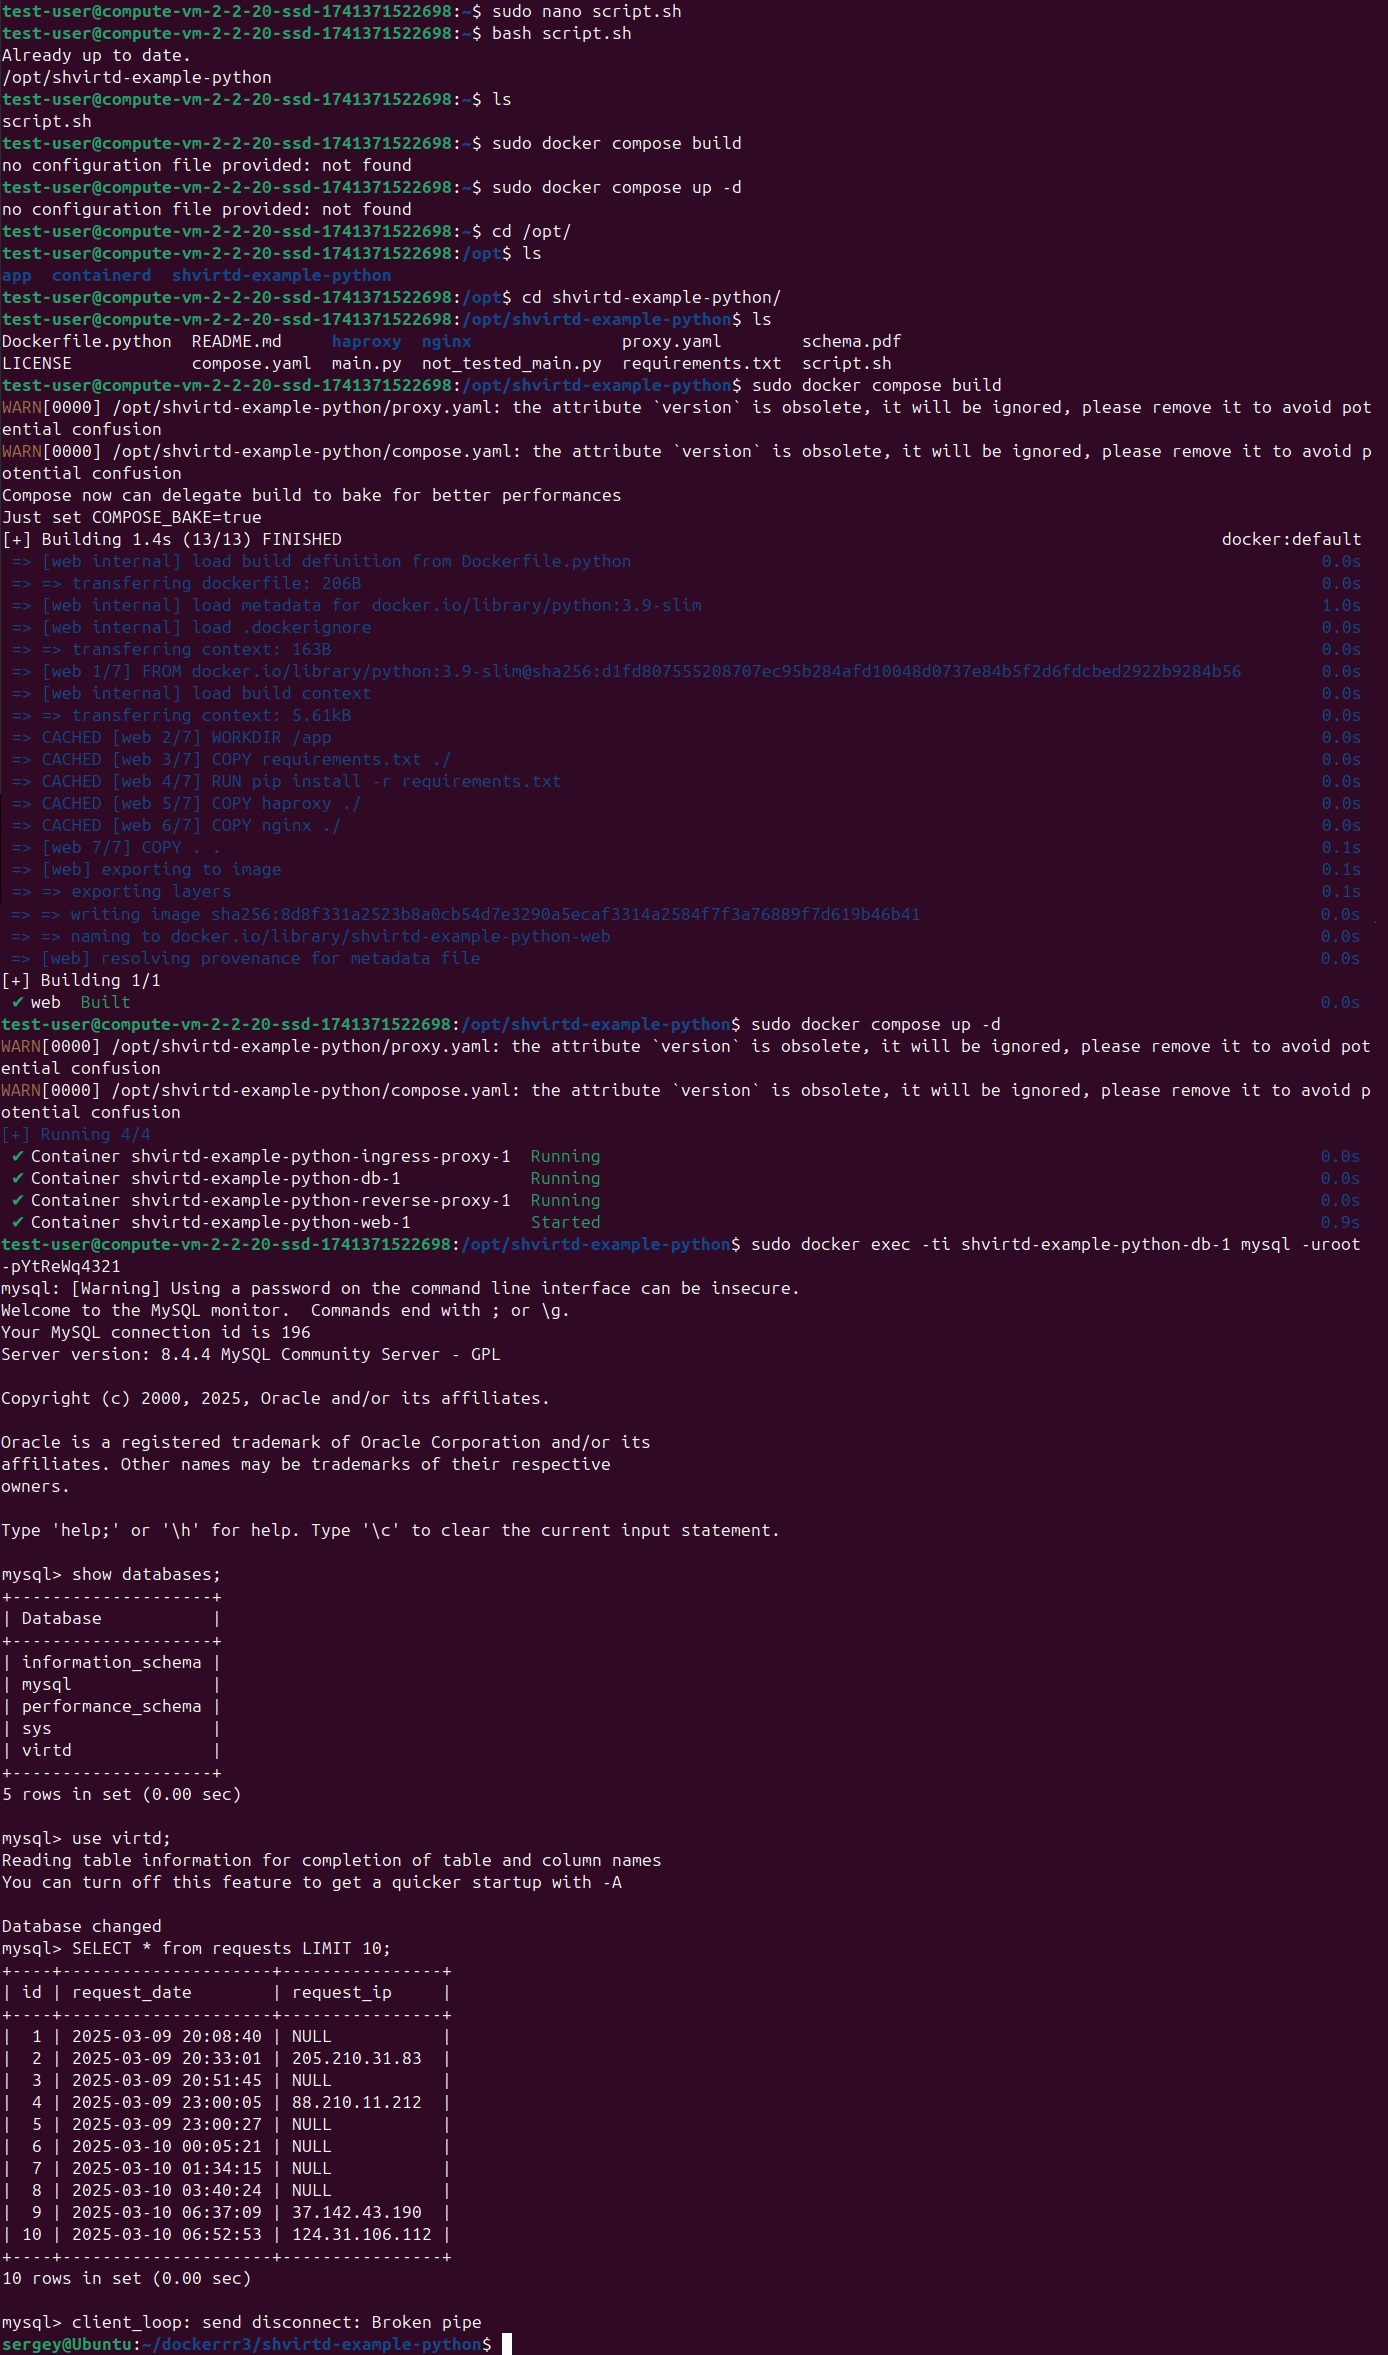 test-user@compute-vm-2-2-20-ssd-1741371522698:~$ sudo nano script.sh
test-user@compute-vm-2-2-20-ssd-1741371522698:~$ bash script.sh
Already up to date.
/opt/shvirtd-example-python
test-user@compute-vm-2-2-20-ssd-1741371522698:~$ ls
script.sh
test-user@compute-vm-2-2-20-ssd-1741371522698:~$ sudo docker compose build
no configuration file provided: not found
test-user@compute-vm-2-2-20-ssd-1741371522698:~$ sudo docker compose up -d
no configuration file provided: not found
test-user@compute-vm-2-2-20-ssd-1741371522698:~$ cd /opt/
test-user@compute-vm-2-2-20-ssd-1741371522698:/opt$ ls
app  containerd  shvirtd-example-python
test-user@compute-vm-2-2-20-ssd-1741371522698:/opt$ cd shvirtd-example-python/
test-user@compute-vm-2-2-20-ssd-1741371522698:/opt/shvirtd-example-python$ ls
Dockerfile.python  README.md     haproxy  nginx               proxy.yaml        schema.pdf
LICENSE            compose.yaml  main.py  not_tested_main.py  requirements.txt  script.sh
test-user@compute-vm-2-2-20-ssd-1741371522698:/opt/shvirtd-example-python$ sudo docker compose build
WARN[0000] /opt/shvirtd-example-python/proxy.yaml: the attribute `version` is obsolete, it will be ignored, please remove it to avoid pot
ential confusion
WARN[0000] /opt/shvirtd-example-python/compose.yaml: the attribute `version` is obsolete, it will be ignored, please remove it to avoid p
otential confusion
Compose now can delegate build to bake for better performances
Just set COMPOSE_BAKE=true
[+] Building 1.4s (13/13) FINISHED                                                                                        docker:default
 => [web internal] load build definition from Dockerfile.python                                                                     0.0s
 => => transferring dockerfile: 206B                                                                                                0.0s
 => [web internal] load metadata for docker.io/library/python:3.9-slim                                                              1.0s
 => [web internal] load .dockerignore                                                                                               0.0s
 => => transferring context: 163B                                                                                                   0.0s
 => [web 1/7] FROM docker.io/library/python:3.9-slim@sha256:d1fd807555208707ec95b284afd10048d0737e84b5f2d6fdcbed2922b9284b56        0.0s
 => [web internal] load build context                                                                                               0.0s
 => => transferring context: 5.61kB                                                                                                 0.0s
 => CACHED [web 2/7] WORKDIR /app                                                                                                   0.0s
 => CACHED [web 3/7] COPY requirements.txt ./                                                                                       0.0s
 => CACHED [web 4/7] RUN pip install -r requirements.txt                                                                            0.0s
 => CACHED [web 5/7] COPY haproxy ./                                                                                                0.0s
 => CACHED [web 6/7] COPY nginx ./                                                                                                  0.0s
 => [web 7/7] COPY . .                                                                                                              0.1s
 => [web] exporting to image                                                                                                        0.1s
 => => exporting layers                                                                                                             0.1s
 => => writing image sha256:8d8f331a2523b8a0cb54d7e3290a5ecaf3314a2584f7f3a76889f7d619b46b41                                        0.0s
 => => naming to docker.io/library/shvirtd-example-python-web                                                                       0.0s
 => [web] resolving provenance for metadata file                                                                                    0.0s
[+] Building 1/1
 ✔ web  Built                                                                                                                       0.0s
test-user@compute-vm-2-2-20-ssd-1741371522698:/opt/shvirtd-example-python$ sudo docker compose up -d
WARN[0000] /opt/shvirtd-example-python/proxy.yaml: the attribute `version` is obsolete, it will be ignored, please remove it to avoid pot
ential confusion
WARN[0000] /opt/shvirtd-example-python/compose.yaml: the attribute `version` is obsolete, it will be ignored, please remove it to avoid p
otential confusion
[+] Running 4/4
 ✔ Container shvirtd-example-python-ingress-proxy-1  Running                                                                        0.0s
 ✔ Container shvirtd-example-python-db-1             Running                                                                        0.0s
 ✔ Container shvirtd-example-python-reverse-proxy-1  Running                                                                        0.0s
 ✔ Container shvirtd-example-python-web-1            Started                                                                        0.9s
test-user@compute-vm-2-2-20-ssd-1741371522698:/opt/shvirtd-example-python$ sudo docker exec -ti shvirtd-example-python-db-1 mysql -uroot
-pYtReWq4321
mysql: [Warning] Using a password on the command line interface can be insecure.
Welcome to the MySQL monitor.  Commands end with ; or \g.
Your MySQL connection id is 196
Server version: 8.4.4 MySQL Community Server - GPL

Copyright (c) 2000, 2025, Oracle and/or its affiliates.

Oracle is a registered trademark of Oracle Corporation and/or its
affiliates. Other names may be trademarks of their respective
owners.

Type 'help;' or '\h' for help. Type '\c' to clear the current input statement.

mysql> show databases;
+--------------------+
| Database           |
+--------------------+
| information_schema |
| mysql              |
| performance_schema |
| sys                |
| virtd              |
+--------------------+
5 rows in set (0.00 sec)

mysql> use virtd;
Reading table information for completion of table and column names
You can turn off this feature to get a quicker startup with -A

Database changed
mysql> SELECT * from requests LIMIT 10;
+----+---------------------+----------------+
| id | request_date        | request_ip     |
+----+---------------------+----------------+
|  1 | 2025-03-09 20:08:40 | NULL           |
|  2 | 2025-03-09 20:33:01 | 205.210.31.83  |
|  3 | 2025-03-09 20:51:45 | NULL           |
|  4 | 2025-03-09 23:00:05 | 88.210.11.212  |
|  5 | 2025-03-09 23:00:27 | NULL           |
|  6 | 2025-03-10 00:05:21 | NULL           |
|  7 | 2025-03-10 01:34:15 | NULL           |
|  8 | 2025-03-10 03:40:24 | NULL           |
|  9 | 2025-03-10 06:37:09 | 37.142.43.190  |
| 10 | 2025-03-10 06:52:53 | 124.31.106.112 |
+----+---------------------+----------------+
10 rows in set (0.00 sec)

mysql> client_loop: send disconnect: Broken pipe
sergey@Ubuntu:~/dockerrr3/shvirtd-example-python$